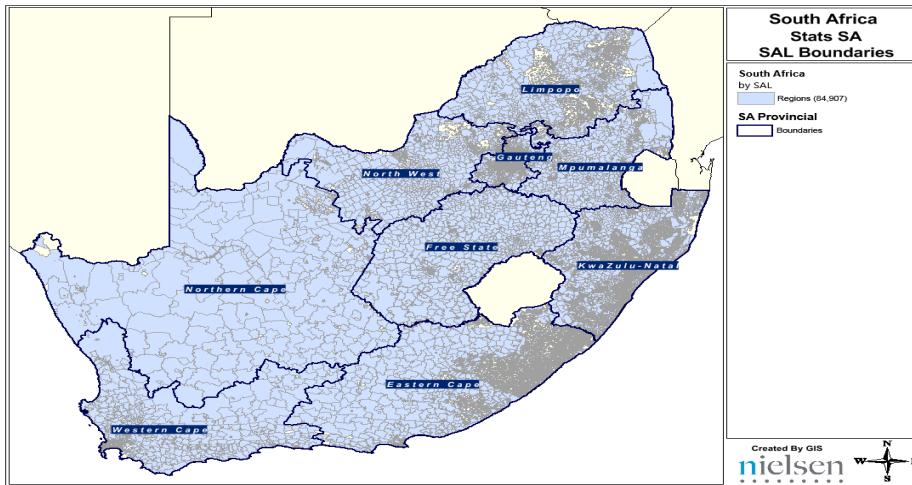 South Africa
Stats SA
SAL Boundaries
South Africa
by SAL
Regions (84,907)
SA Provincial
Boundaries
Limpopo
Gauteng
North West
Mpumalanga
Free State
KwaZulu-Natal
Northern Cape
Eastern Cape
Western Cape
Created By GIS
nielsen
N
W
S